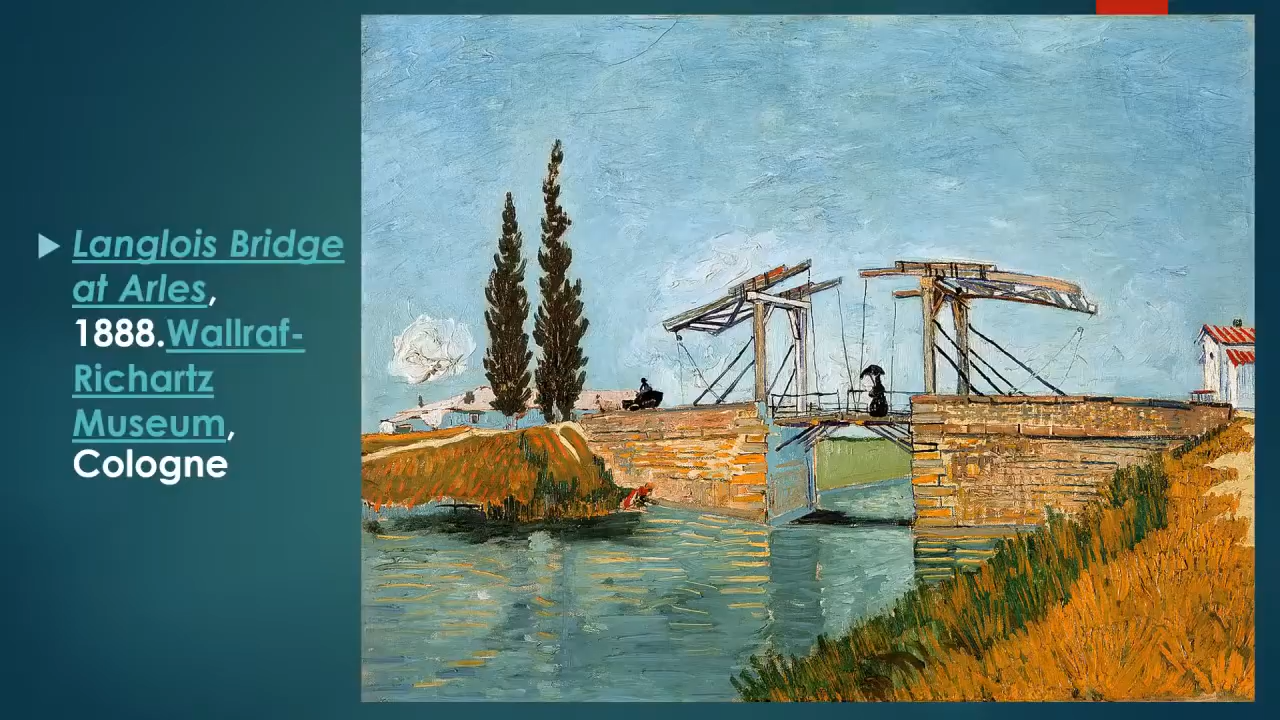 Langlois Bridge
at Arles,
1888.Wallraf-
Richartz
Museum,
Cologne